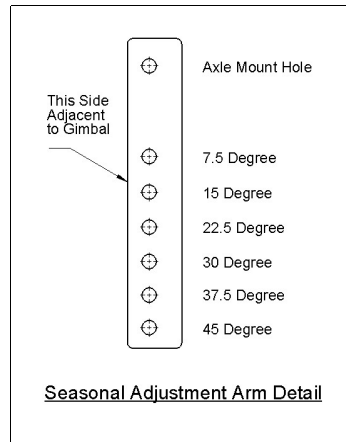 Axle Mount Hole
This Side
Adjacent
to Gimbal
7.5 Degree
15 Degree
22.5 Degree
30 Degree
37.5 Degree
45 Degree
Seasonal Adjustment Arm Detail